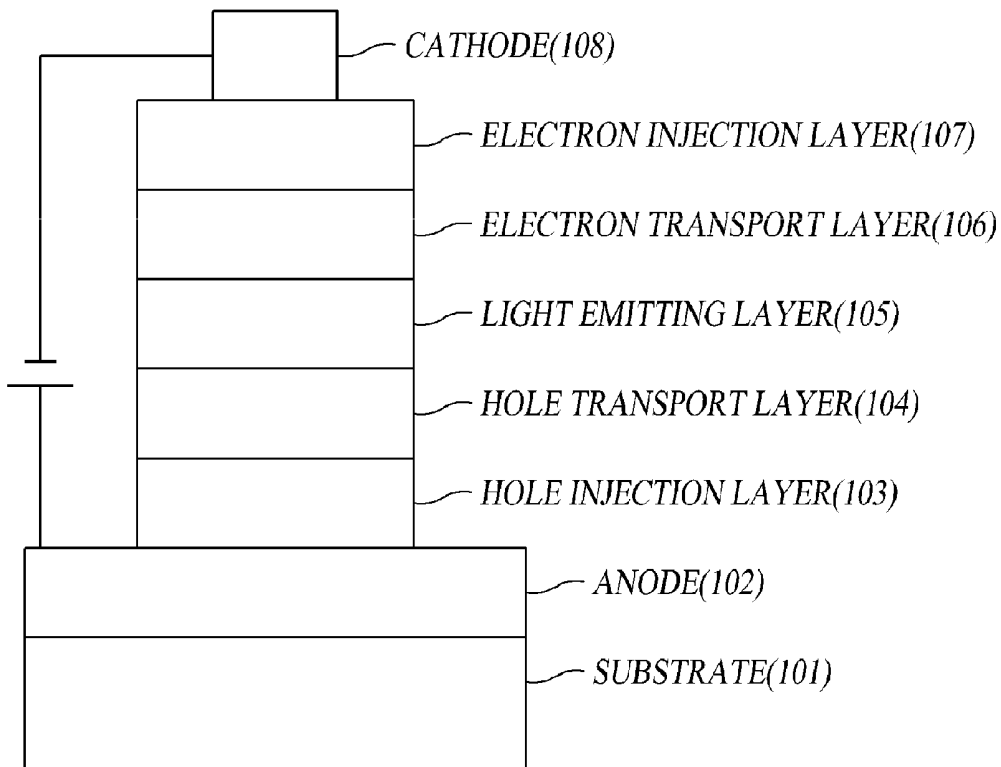 CATHODE(108)
ELECTRON INJECTION LAYER(107)
ELECTRON TRANSPORT LAYER(106)
LIGHT EMITTING LAYER(105)
HOLE TRANSPORT LAYER(104)
HOLE INJECTION LAYER(103)
ANODE(102)
SUBSTRATE(101)